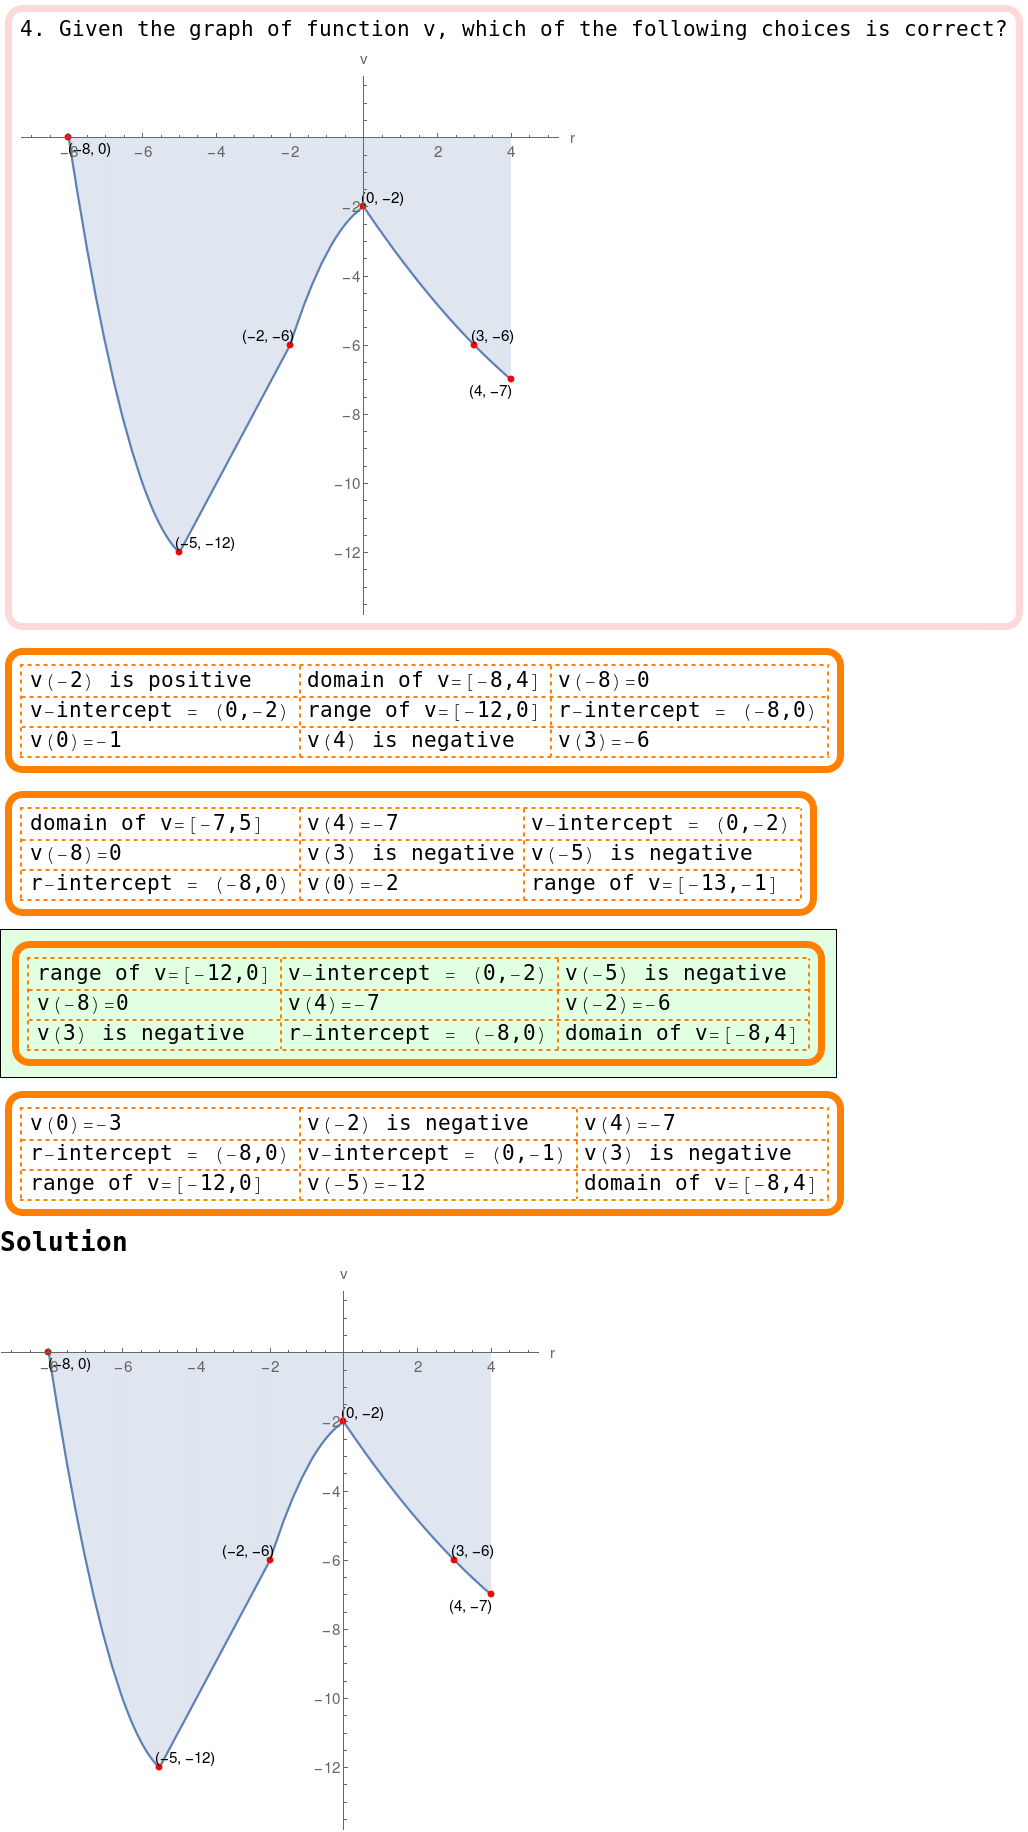 4. Given the graph of function v, which of the following choices is correct?
v
r
(−8, 0)
−8 −6 −4 −2 2 4
(0, −2)
−2
−4
(−2, −6)
−6
(3, −6)
(4, −7)
−8
−10
(−5, −12)
−12
v(−2) is positive domain of v=[−8,4] v(−8)=0
v−intercept = (0,−2) range of v=[−12,0] r−intercept = (−8,0)
v(0)=−1 v(4) is negative v(3)=−6
domain of v=[−7,5] v(4)=−7 v−intercept = (0,−2)
v(−8)=0 v(3) is negative v(−5) is negative
r−intercept = (−8,0) v(0)=−2 range of v=[−13,−1]
range of v=[−12,0] v−intercept = (0,−2) v(−5) is negative
v(−8)=0 v(4)=−7 v(−2)=−6
v(3) is negative r−intercept = (−8,0) domain of v=[−8,4]
v(0)=−3 v(−2) is negative v(4)=−7
r−intercept = (−8,0) v−intercept = (0,−1) v(3) is negative
range of v=[−12,0] v(−5)=−12 domain of v=[−8,4]
Solution
v
r
(−8, 0)
−8 −6 −4 −2 2 4
(0, −2)
−2
−4
(−2, −6)
−6
(3, −6)
(4, −7)
−8
−10
(−5, −12)
−12